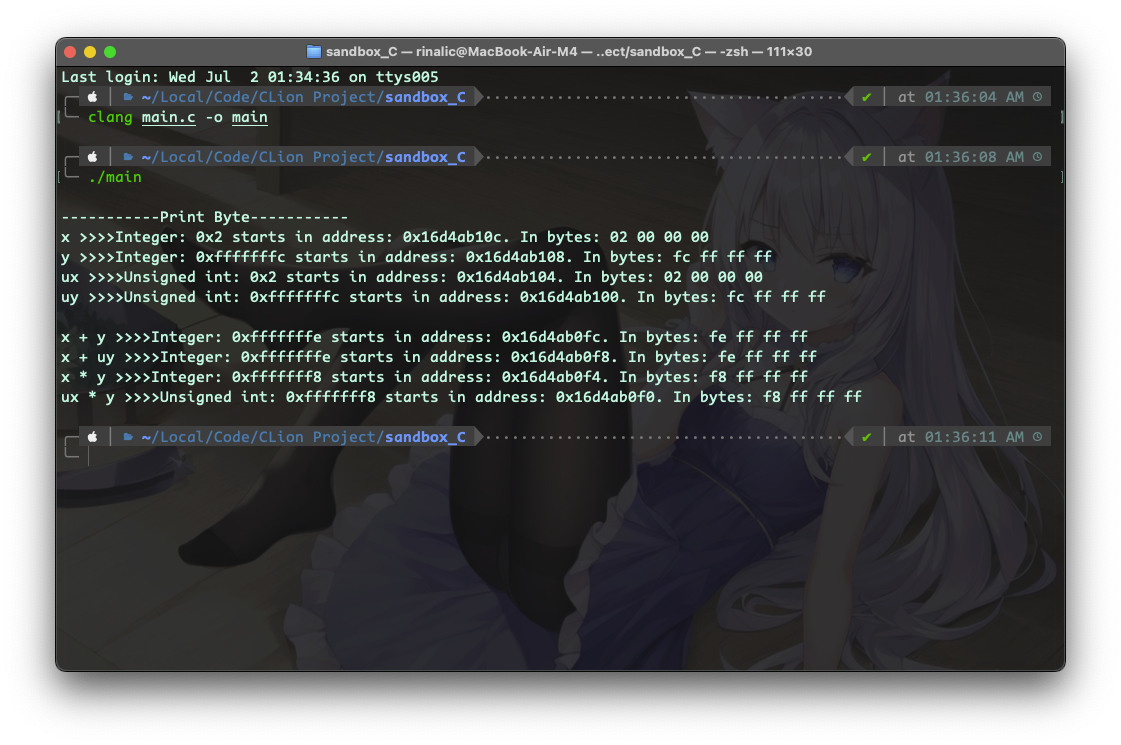 sandbox_C — rinalic@MacBook-Air-M4 — ..ect/sandbox_C — -zsh — 111×30
Last login: Wed Jul  2 01:34:36 on ttys005
~/Local/Code/CLion Project/sandbox_C ✔ at 01:36:04 AM
clang main.c -o main
~/Local/Code/CLion Project/sandbox_C ✔ at 01:36:08 AM
./main
-----------Print Byte-----------
x >>>>Integer: 0x2 starts in address: 0x16d4ab10c. In bytes: 02 00 00 00
y >>>>Integer: 0xfffffffc starts in address: 0x16d4ab108. In bytes: fc ff ff ff
ux >>>>Unsigned int: 0x2 starts in address: 0x16d4ab104. In bytes: 02 00 00 00
uy >>>>Unsigned int: 0xfffffffc starts in address: 0x16d4ab100. In bytes: fc ff ff ff
x + y >>>>Integer: 0xfffffffe starts in address: 0x16d4ab0fc. In bytes: fe ff ff ff
x + uy >>>>Integer: 0xfffffffe starts in address: 0x16d4ab0f8. In bytes: fe ff ff ff
x * y >>>>Integer: 0xfffffff8 starts in address: 0x16d4ab0f4. In bytes: f8 ff ff ff
ux * y >>>>Unsigned int: 0xfffffff8 starts in address: 0x16d4ab0f0. In bytes: f8 ff ff ff
~/Local/Code/CLion Project/sandbox_C ✔ at 01:36:11 AM